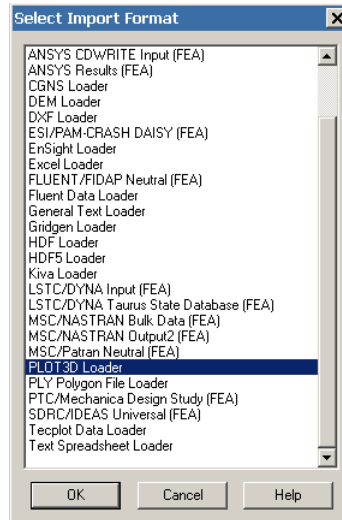 Select Import Format
ANSYS CDWRITE Input (FEA)
ANSYS Results (FEA)
CGNS Loader
DEM Loader
DXF Loader
ESI/PAM-CRASH DAISY (FEA)
EnSight Loader
Excel Loader
FLUENT/FIDAP Neutral (FEA)
Fluent Data Loader
General Text Loader
Gridgen Loader
HDF Loader
HDF5 Loader
Kiva Loader
LSTC/DYNA Input (FEA)
LSTC/DYNA Taurus State Database (FEA)
MSC/NASTRAN Bulk Data (FEA)
MSC/NASTRAN Output2 (FEA)
MSC/Patran Neutral (FEA)
PLOT3D Loader
PLY Polygon File Loader
PTC/Mechanica Design Study (FEA)
SDRC/IDEAS Universal (FEA)
Tecplot Data Loader
Text Spreadsheet Loader
OK Cancel Help